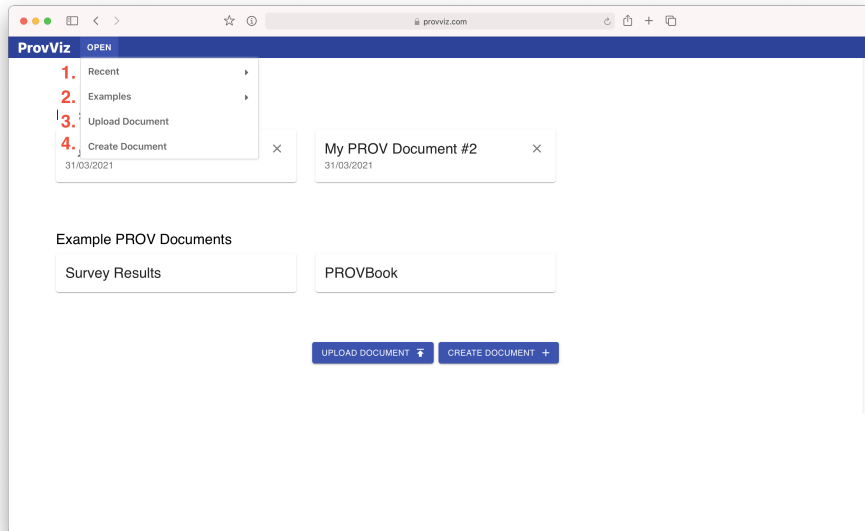 provviz.com
ProvViz OPEN
1. Recent
2. Examples
3. Upload Document
4. Create Document
My PROV Document #2
31/03/2021
31/03/2021
Example PROV Documents
Survey Results
PROVBook
UPLOAD DOCUMENT
CREATE DOCUMENT +